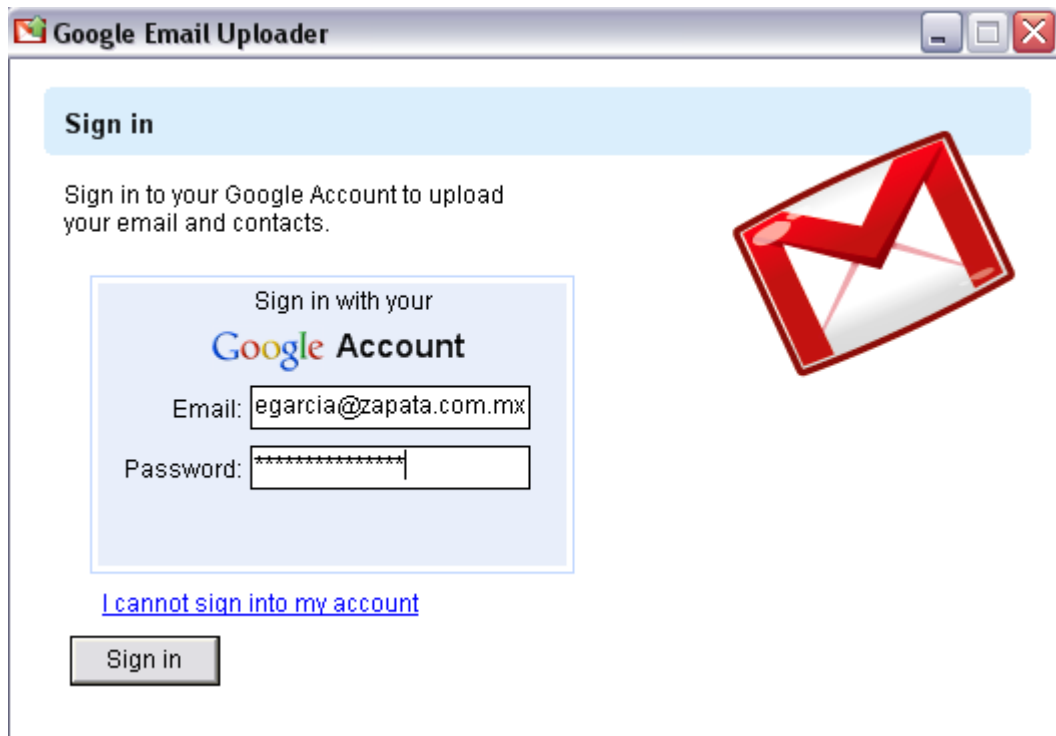 Google Email Uploader
Sign in
Sign in to your Google Account to upload
your email and contacts.
Sign in with your
Google Account
Email: egarcia@zapata.com.mx
Password: ***************
I cannot sign into my account
Sign in